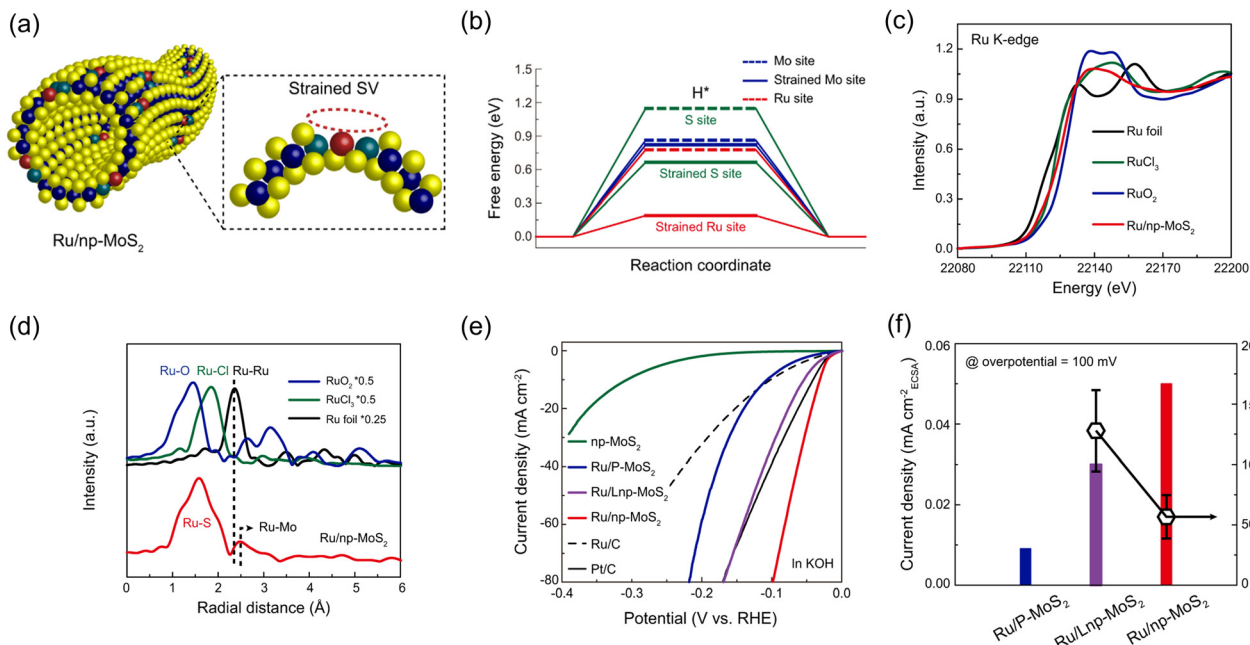 (a)
Strained SV
Ru/np-MoS₂
(b)
Free energy (eV)
1.5
1.2
0.9
0.6
0.3
0.0
H*
S site
Strained S site
Strained Ru site
Mo site
Strained Mo site
Ru site
Reaction coordinate
(c)
Ru K-edge
Intensity (a.u.)
1.2
0.9
0.6
0.3
0.0
Ru foil
RuCl₃
RuO₂
Ru/np-MoS₂
22080 22110 22140 22170 22200
Energy (eV)
(d)
Intensity (a.u.)
Ru-O Ru-Cl Ru-Ru
RuO₂ *0.5
RuCl₃ *0.5
Ru foil *0.25
Ru-S
Ru-Mo
Ru/np-MoS₂
0 1 2 3 4 5 6
Radial distance (Å)
(e)
Current density (mA cm⁻²)
0
-20
-40
-60
-80
np-MoS₂
Ru/P-MoS₂
Ru/Lnp-MoS₂
Ru/np-MoS₂
Ru/C
Pt/C
In KOH
-0.4 -0.3 -0.2 -0.1 0.0
Potential (V vs. RHE)
(f)
@ overpotential = 100 mV
Current density (mA cm⁻² ECSA)
0.06
0.04
0.02
0.00
20
15
10
50
0
Ru/P-MoS₂
Ru/Lnp-MoS₂
Ru/np-MoS₂